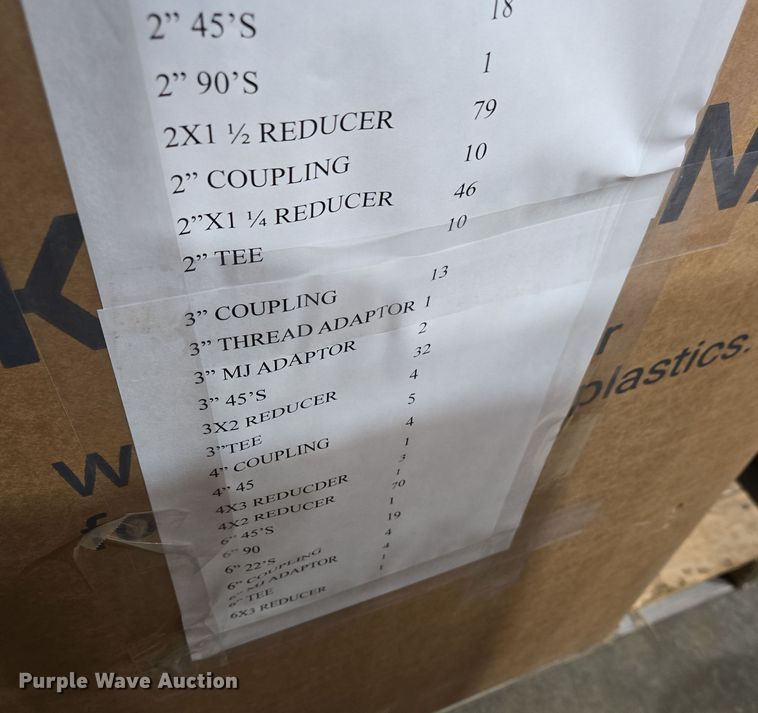 2” 45’S 18
2” 90’S 1
2X1 ½ REDUCER 79
2” COUPLING 10
2”X1 ¼ REDUCER 46
2” TEE 10
3” COUPLING 13
3” THREAD ADAPTOR 1
3” MJ ADAPTOR 2
3” 45’S 32
3X2 REDUCER 4
3”TEE 5
4” COUPLING 4
4” 45 1
4X3 REDUCDER 3
4X2 REDUCER 1
6” 45’S 70
6” 90 1
6” 22’S 19
6” COUPLING 4
6” MJ ADAPTOR 4
6” TEE 1
6X3 REDUCER 1
plastics.
Purple Wave Auction